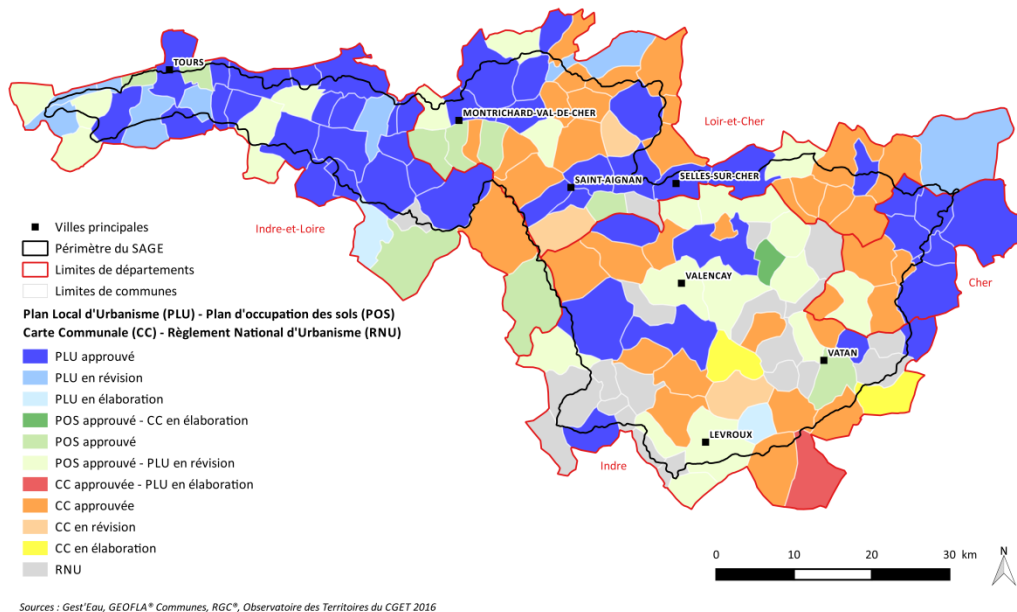 TOURS
MONTRICHARD-VAL-DE-CHER
Loir-et-Cher
SAINT-AIGNAN
SELLES-SUR-CHER
Indre-et-Loire
VALENCAY
Cher
VATAN
LEVROUX
Indre
Villes principales
Périmètre du SAGE
Limites de départements
Limites de communes
Plan Local d'Urbanisme (PLU) - Plan d'occupation des sols (POS)
Carte Communale (CC) - Règlement National d'Urbanisme (RNU)
PLU approuvé
PLU en révision
PLU en élaboration
POS approuvé - CC en élaboration
POS approuvé
POS approuvé - PLU en révision
CC approuvée - PLU en élaboration
CC approuvée
CC en révision
CC en élaboration
RNU
0 10 20 30 km
N
Sources : Gest'Eau, GEOFLA® Communes, RGC®, Observatoire des Territoires du CGET 2016